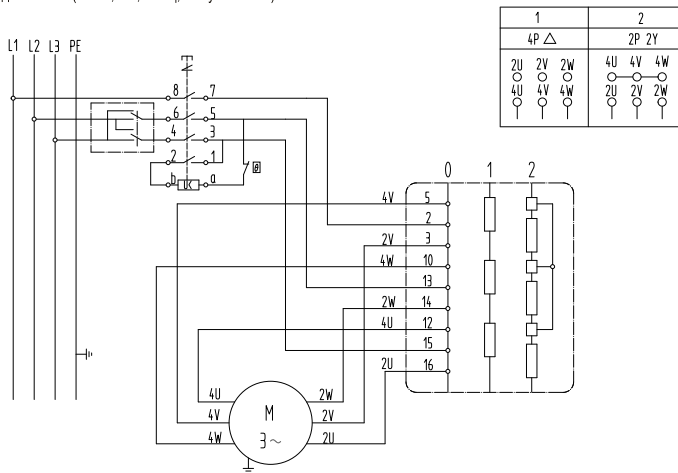 1 2
4P △ 2P 2Y
2U 2V 2W 4U 4V 4W
4U 4V 4W 2U 2V 2W
L1 L2 L3 PE
8 7
6 5
4 3
2 1
b UK a
ϑ
0 1 2
4V 5
2
2V 3
4W 10
13
2W 14
4U 12
15
2U 16
4U 2W
4V M 2V
4W 3 ~ 2U